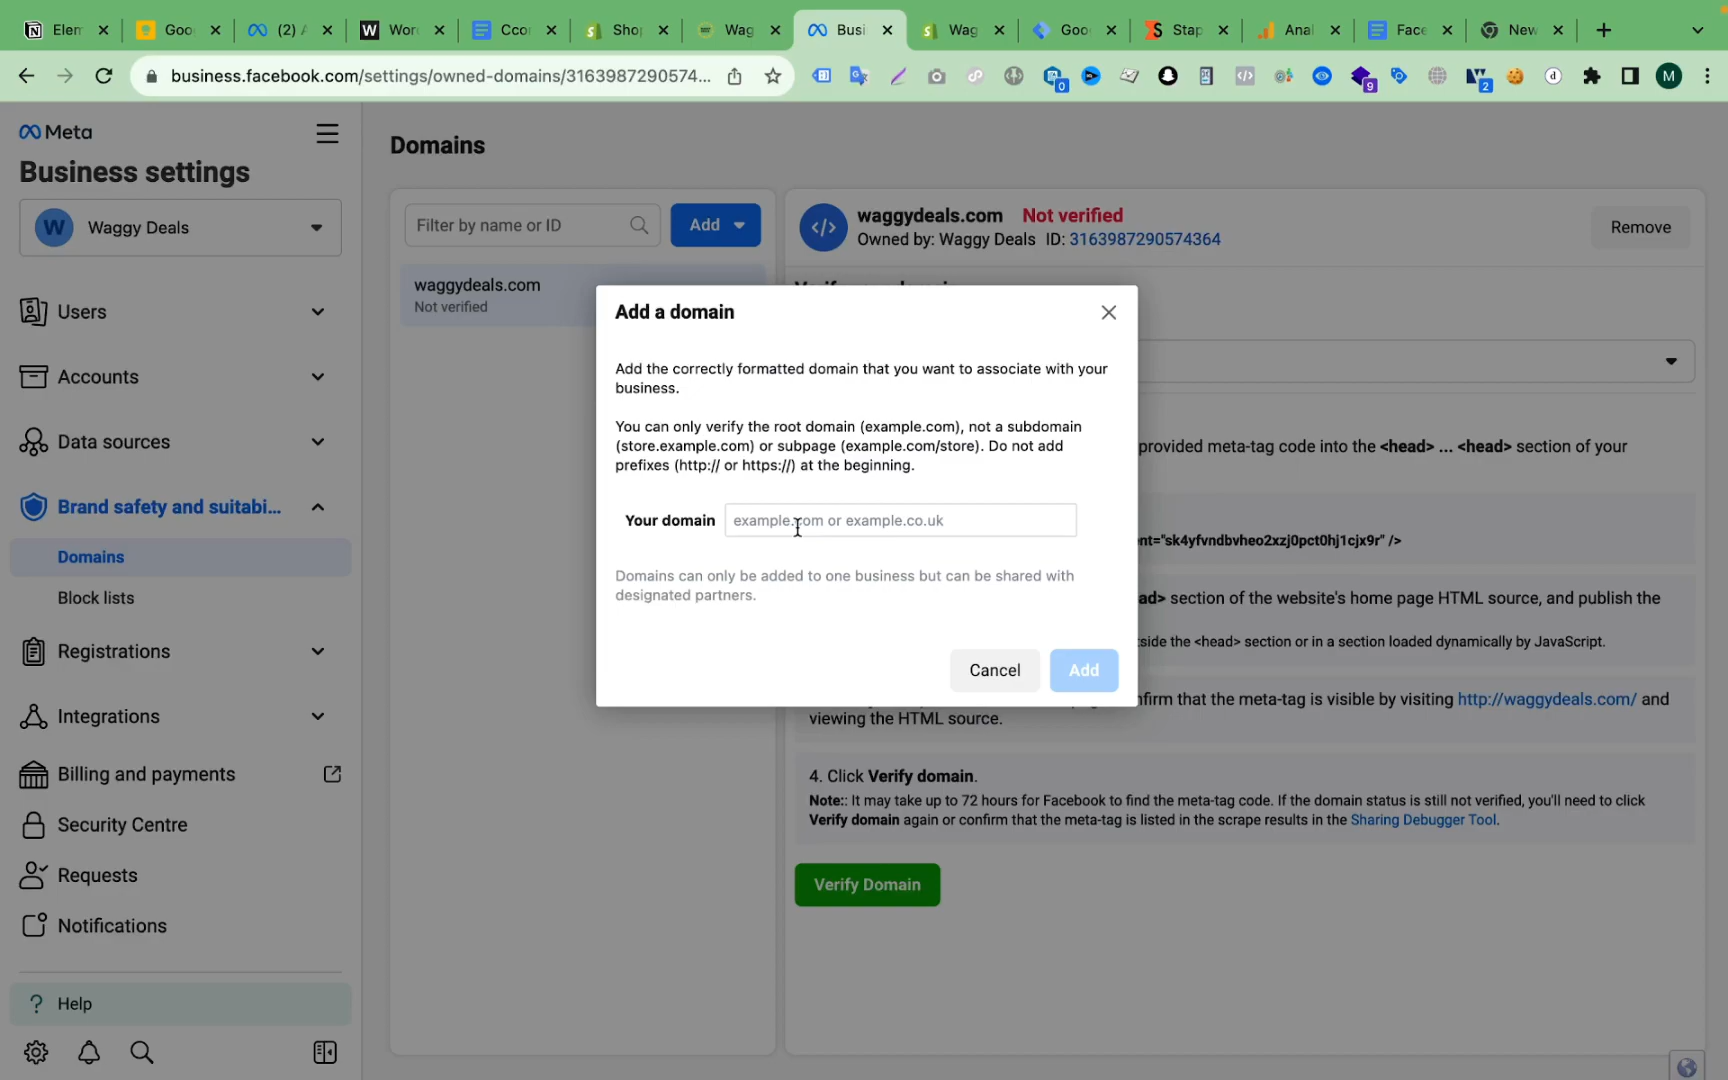 Elem
Goo
(2) A
Wor
Ccor
Shop
Wag
Busi
Wag
Goo
Stap
Anal
Face
New
business.facebook.com/settings/owned-domains/31639872905​74...
0
9
2
d
M
Meta
Business settings
W Waggy Deals
Users
Accounts
Data sources
Brand safety and suitabi...
Domains
Block lists
Registrations
Integrations
Billing and payments
Security Centre
Requests
Notifications
? Help
Domains
Filter by name or ID
Add
waggydeals.com
Not verified
waggydeals.com Not verified
Owned by: Waggy Deals ID: 3163987290574364
Remove
provided meta-tag code into the <head> ... <head> section of your
nt="sk4yfvndbvheo2xzj0pct0hj1cjx9r" />
ad> section of the website's home page HTML source, and publish the
side the <head> section or in a section loaded dynamically by JavaScript.
firm that the meta-tag is visible by visiting http://waggydeals.com/ and
viewing the HTML source.
4. Click Verify domain.
Note:: It may take up to 72 hours for Facebook to find the meta-tag code. If the domain status is still not verified, you'll need to click
Verify domain again or confirm that the meta-tag is listed in the scrape results in the Sharing Debugger Tool.
Verify Domain
Add a domain
Add the correctly formatted domain that you want to associate with your
business.
You can only verify the root domain (example.com), not a subdomain
(store.example.com) or subpage (example.com/store). Do not add
prefixes (http:// or https://) at the beginning.
Your domain
example.com or example.co.uk
Domains can only be added to one business but can be shared with
designated partners.
Cancel
Add